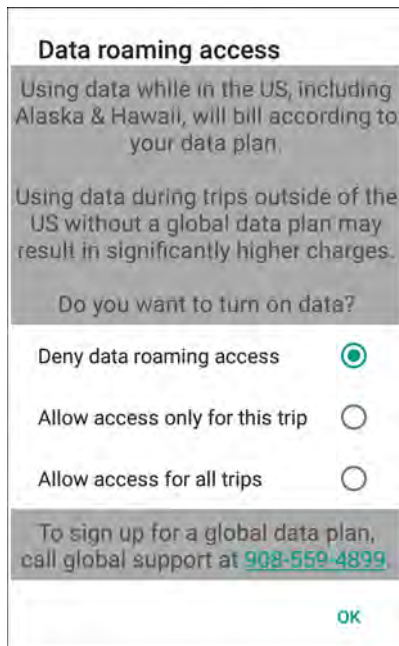 Data roaming access
Using data while in the US, including
Alaska & Hawaii, will bill according to
your data plan.
Using data during trips outside of the
US without a global data plan may
result in significantly higher charges.
Do you want to turn on data?
Deny data roaming access
Allow access only for this trip
Allow access for all trips
To sign up for a global data plan,
call global support at 908-559-4899.
OK